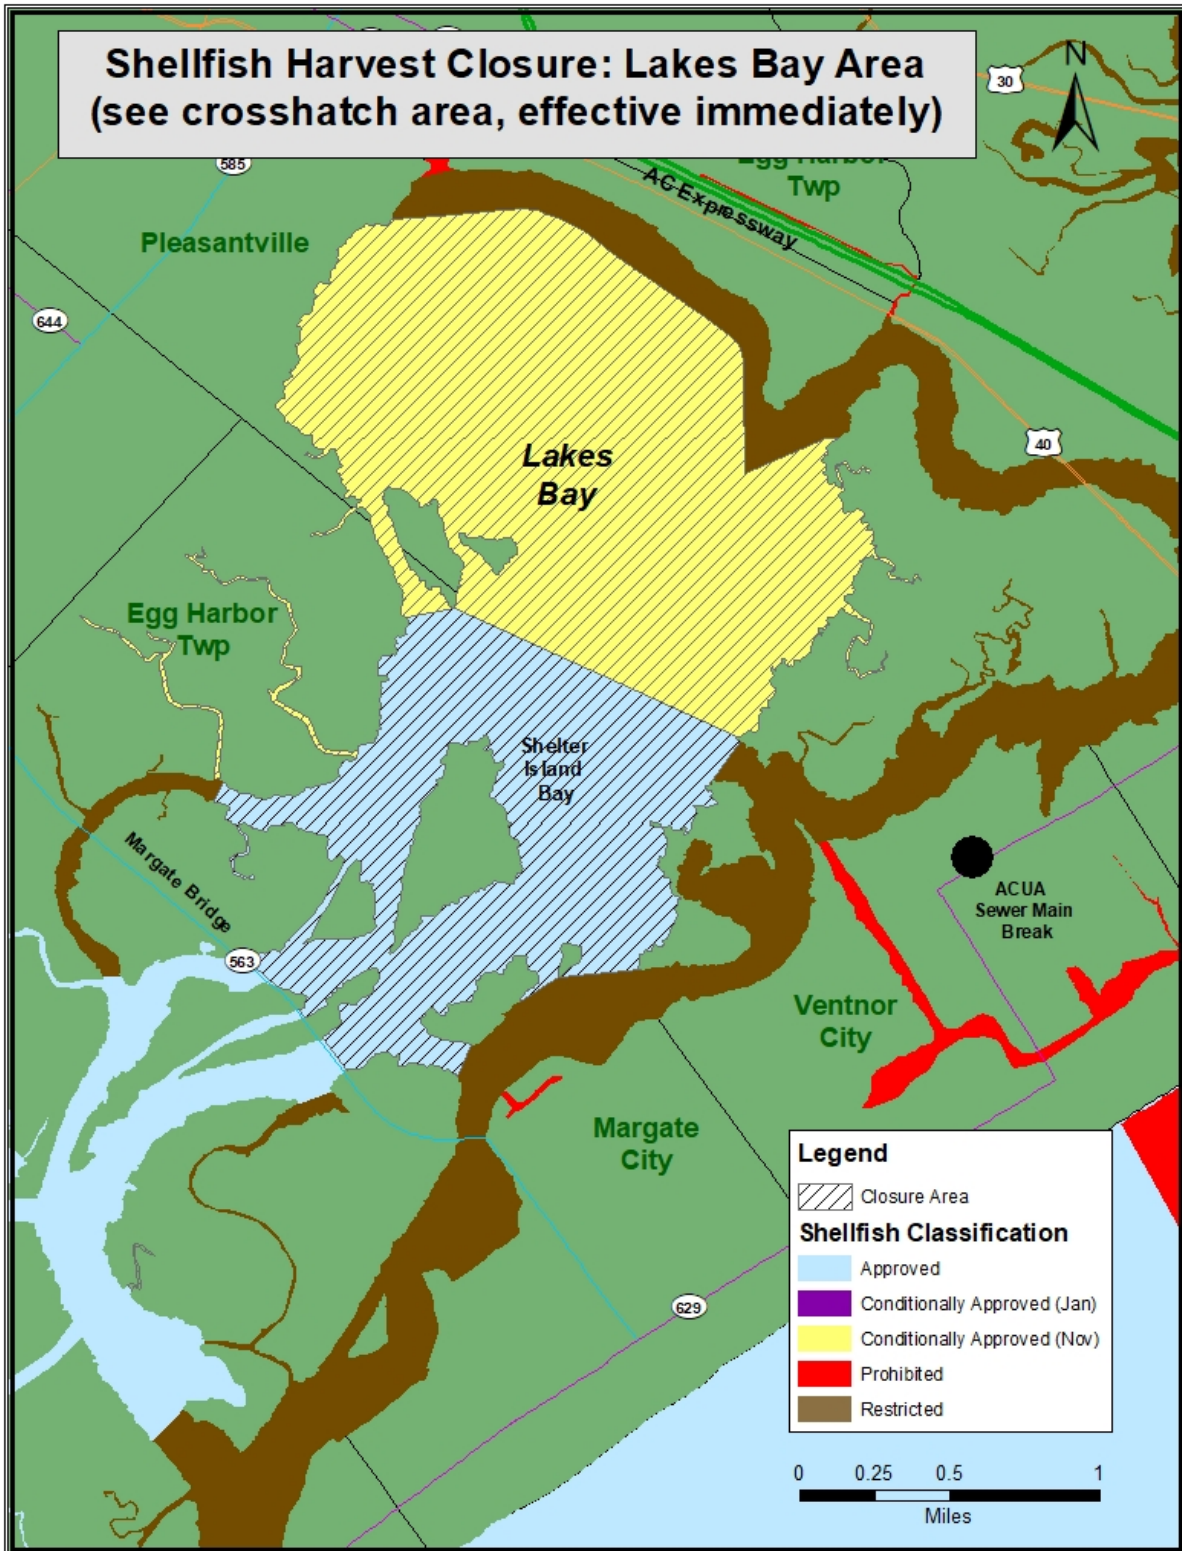 Shellfish Harvest Closure: Lakes Bay Area
(see crosshatch area, effective immediately)
N
30
585
Egg Harbor
Twp
AC Expressway
Pleasantville
644
40
Lakes
Bay
Egg Harbor
Twp
Shelter
Island
Bay
Margate Bridge
563
ACUA
Sewer Main
Break
Ventnor
City
Margate
City
629
Legend
Closure Area
Shellfish Classification
Approved
Conditionally Approved (Jan)
Conditionally Approved (Nov)
Prohibited
Restricted
0 0.25 0.5 1
Miles